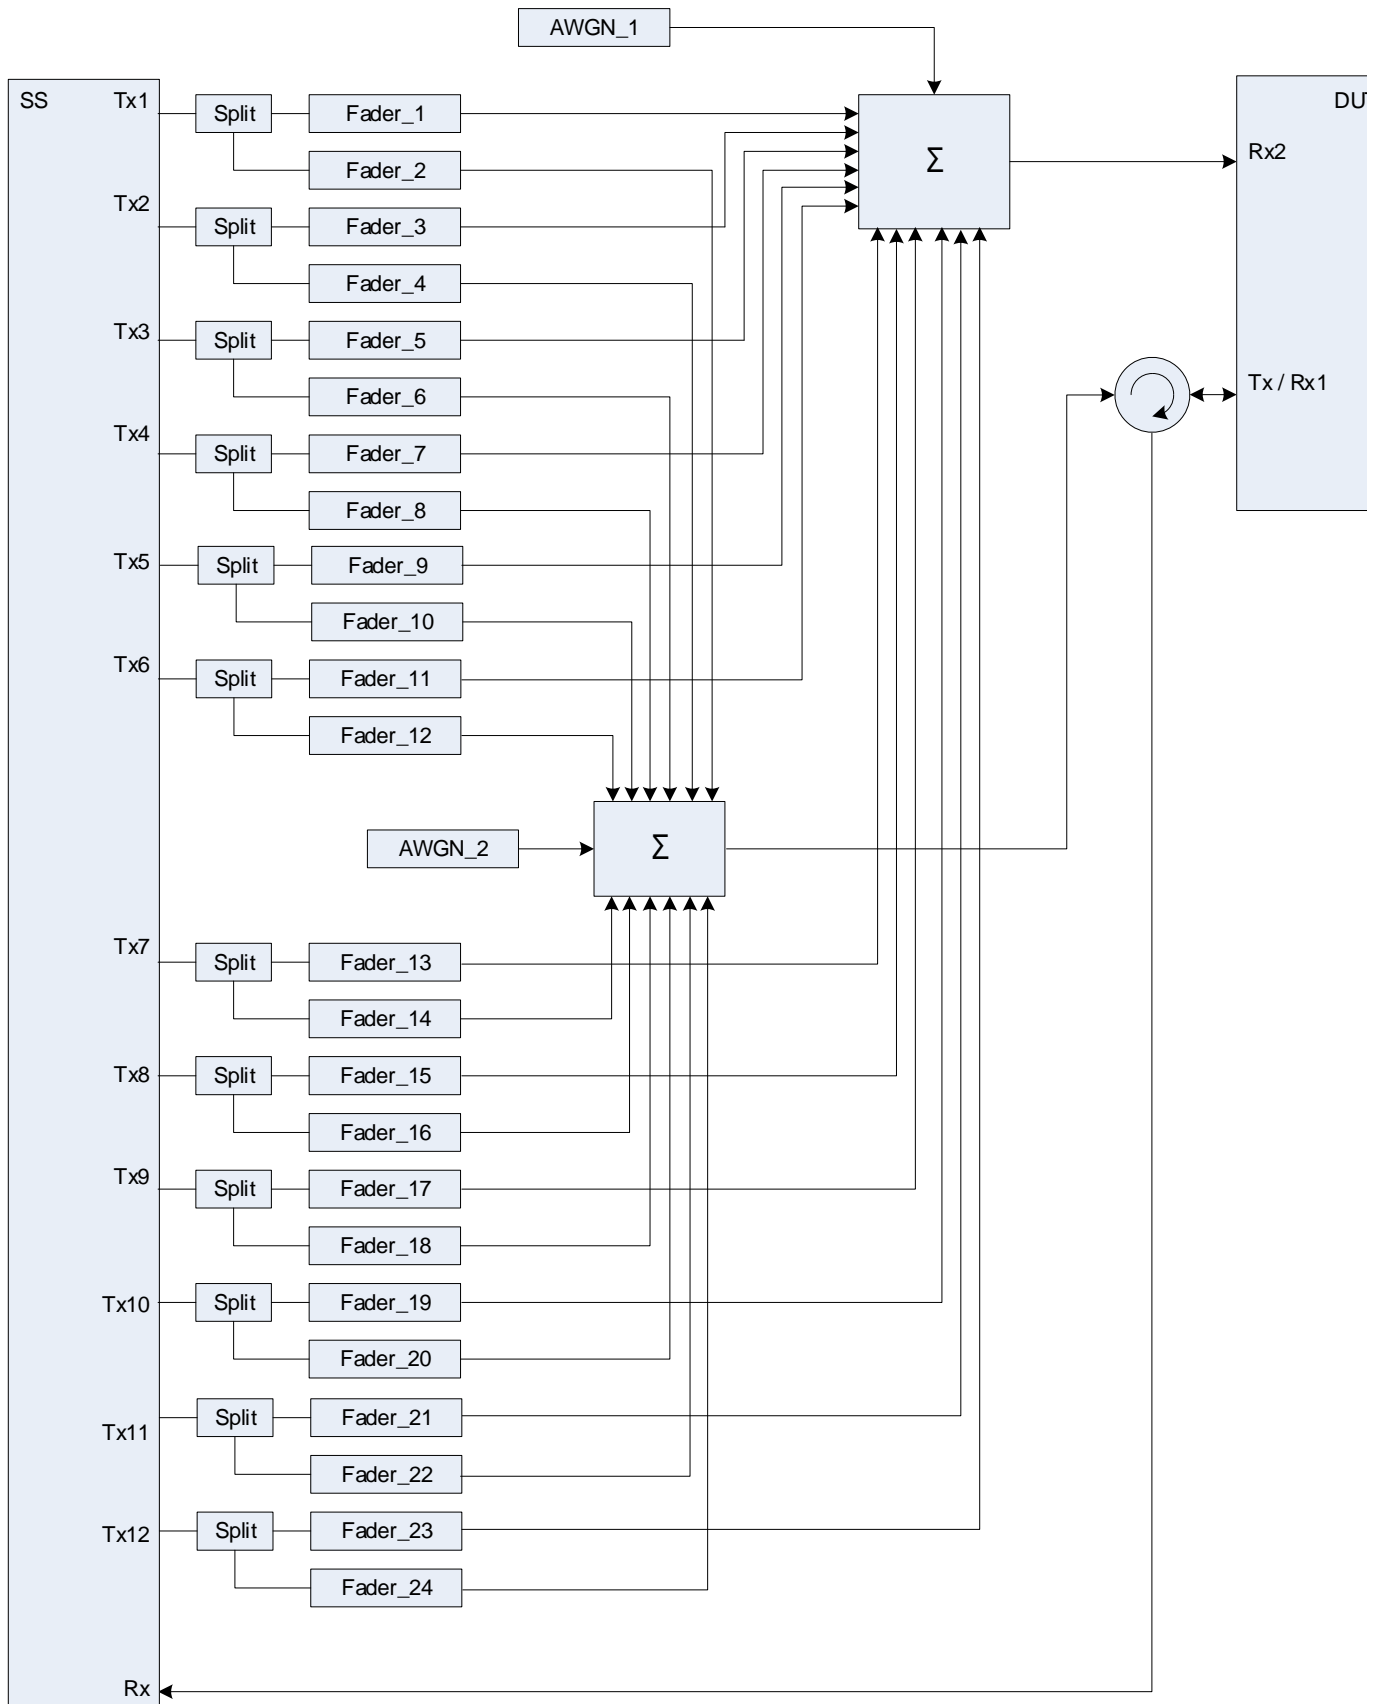 AWGN_1
SS
Tx1
Split
Fader_1
Fader_2
Tx2
Split
Fader_3
Fader_4
Tx3
Split
Fader_5
Fader_6
Tx4
Split
Fader_7
Fader_8
Tx5
Split
Fader_9
Fader_10
Tx6
Split
Fader_11
Fader_12
Σ
DU
Rx2
Tx / Rx1
AWGN_2
Σ
Tx7
Split
Fader_13
Fader_14
Tx8
Split
Fader_15
Fader_16
Tx9
Split
Fader_17
Fader_18
Tx10
Split
Fader_19
Fader_20
Tx11
Split
Fader_21
Fader_22
Tx12
Split
Fader_23
Fader_24
Rx